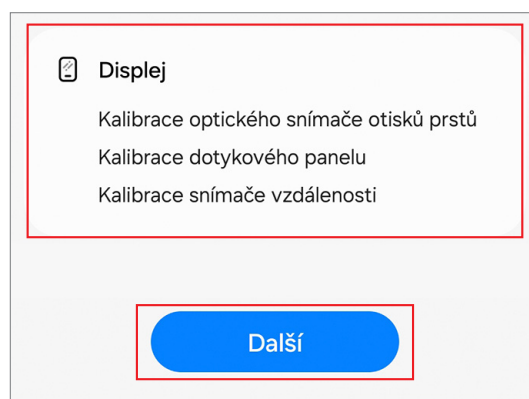 Displej
Kalibrace optického snímače otisků prstů
Kalibrace dotykového panelu
Kalibrace snímače vzdálenosti
Další